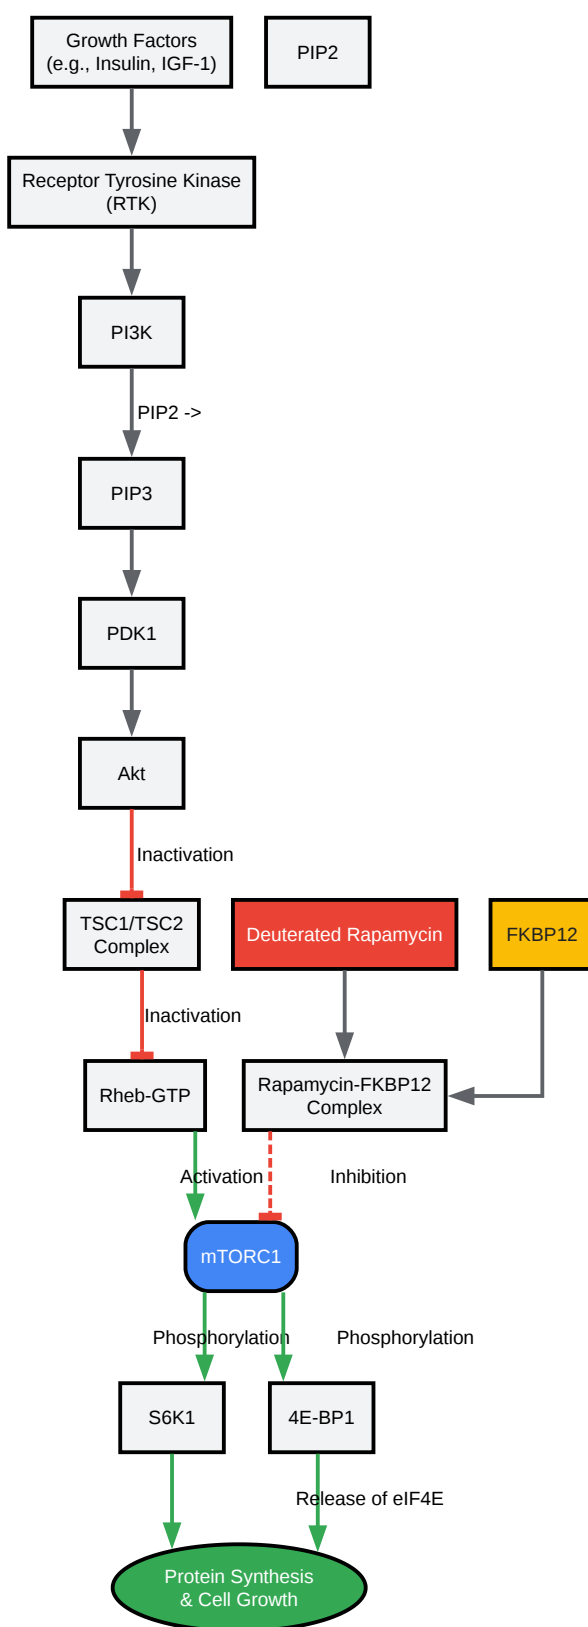 Growth Factors
(e.g., Insulin, IGF-1)
PIP2
Receptor Tyrosine Kinase
(RTK)
PI3K
PIP2 ->
PIP3
PDK1
Akt
Inactivation
TSC1/TSC2
Complex
Deuterated Rapamycin
FKBP12
Inactivation
Rheb-GTP
Rapamycin-FKBP12
Complex
Activation
Inhibition
mTORC1
Phosphorylation
Phosphorylation
S6K1
4E-BP1
Release of eIF4E
Protein Synthesis
& Cell Growth